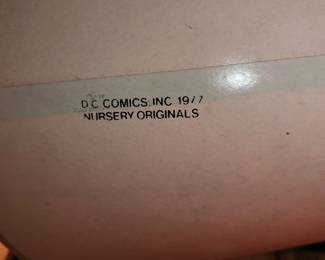 D.C. COMICS, INC 1977
NURSERY ORIGINALS